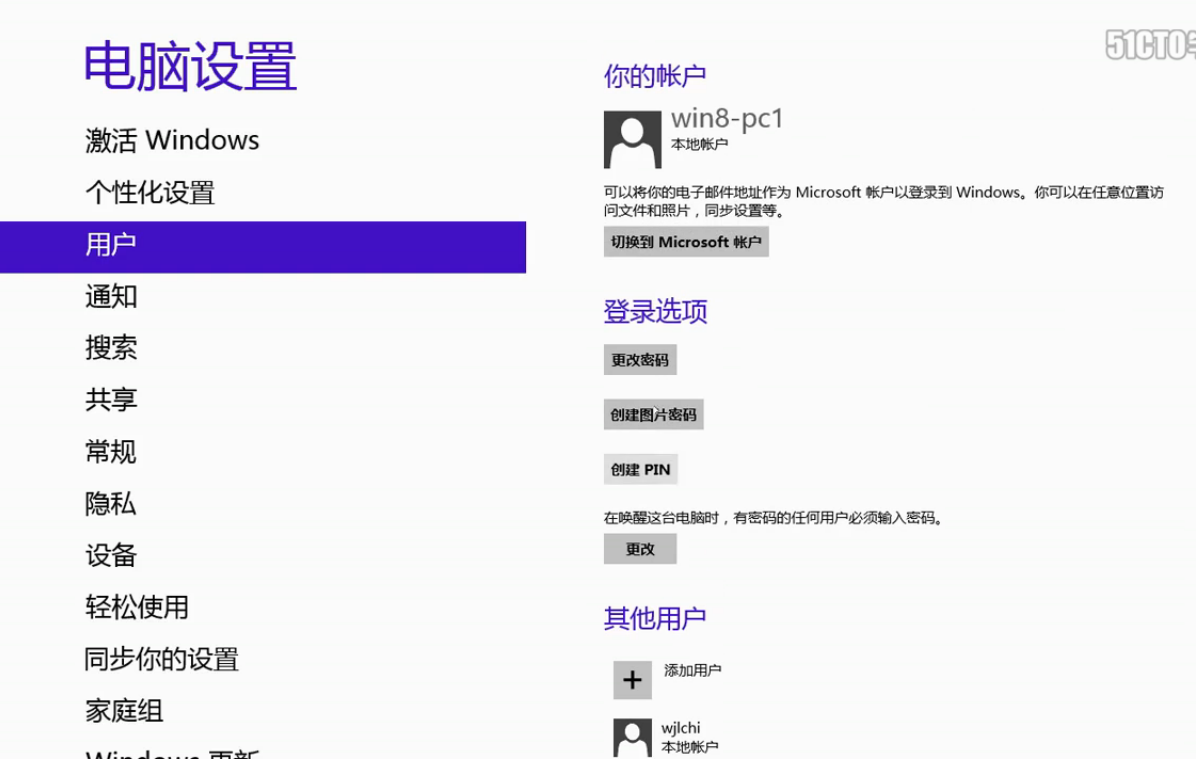 电脑设置
激活 Windows
个性化设置
用户
通知
搜索
共享
常规
隐私
设备
轻松使用
同步你的设置
家庭组
Windows 更新
51CTO
你的帐户
win8-pc1
本地帐户
可以将你的电子邮件地址作为 Microsoft 帐户以登录到 Windows。你可以在任意位置访
问文件和照片，同步设置等。
切换到 Microsoft 帐户
登录选项
更改密码
创建图片密码
创建 PIN
在唤醒这台电脑时，有密码的任何用户必须输入密码。
更改
其他用户
添加用户
wjlchi
本地帐户